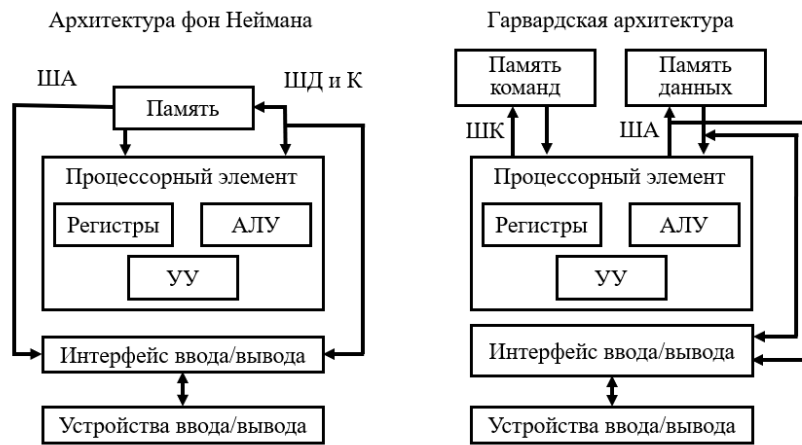 Архитектура фон Неймана
ША
ШД и К
Память
Процессорный элемент
Регистры
АЛУ
УУ
Интерфейс ввода/вывода
Устройства ввода/вывода
Гарвардская архитектура
Память
команд
Память
данных
ШК
ША
Процессорный элемент
Регистры
АЛУ
УУ
Интерфейс ввода/вывода
Устройства ввода/вывода